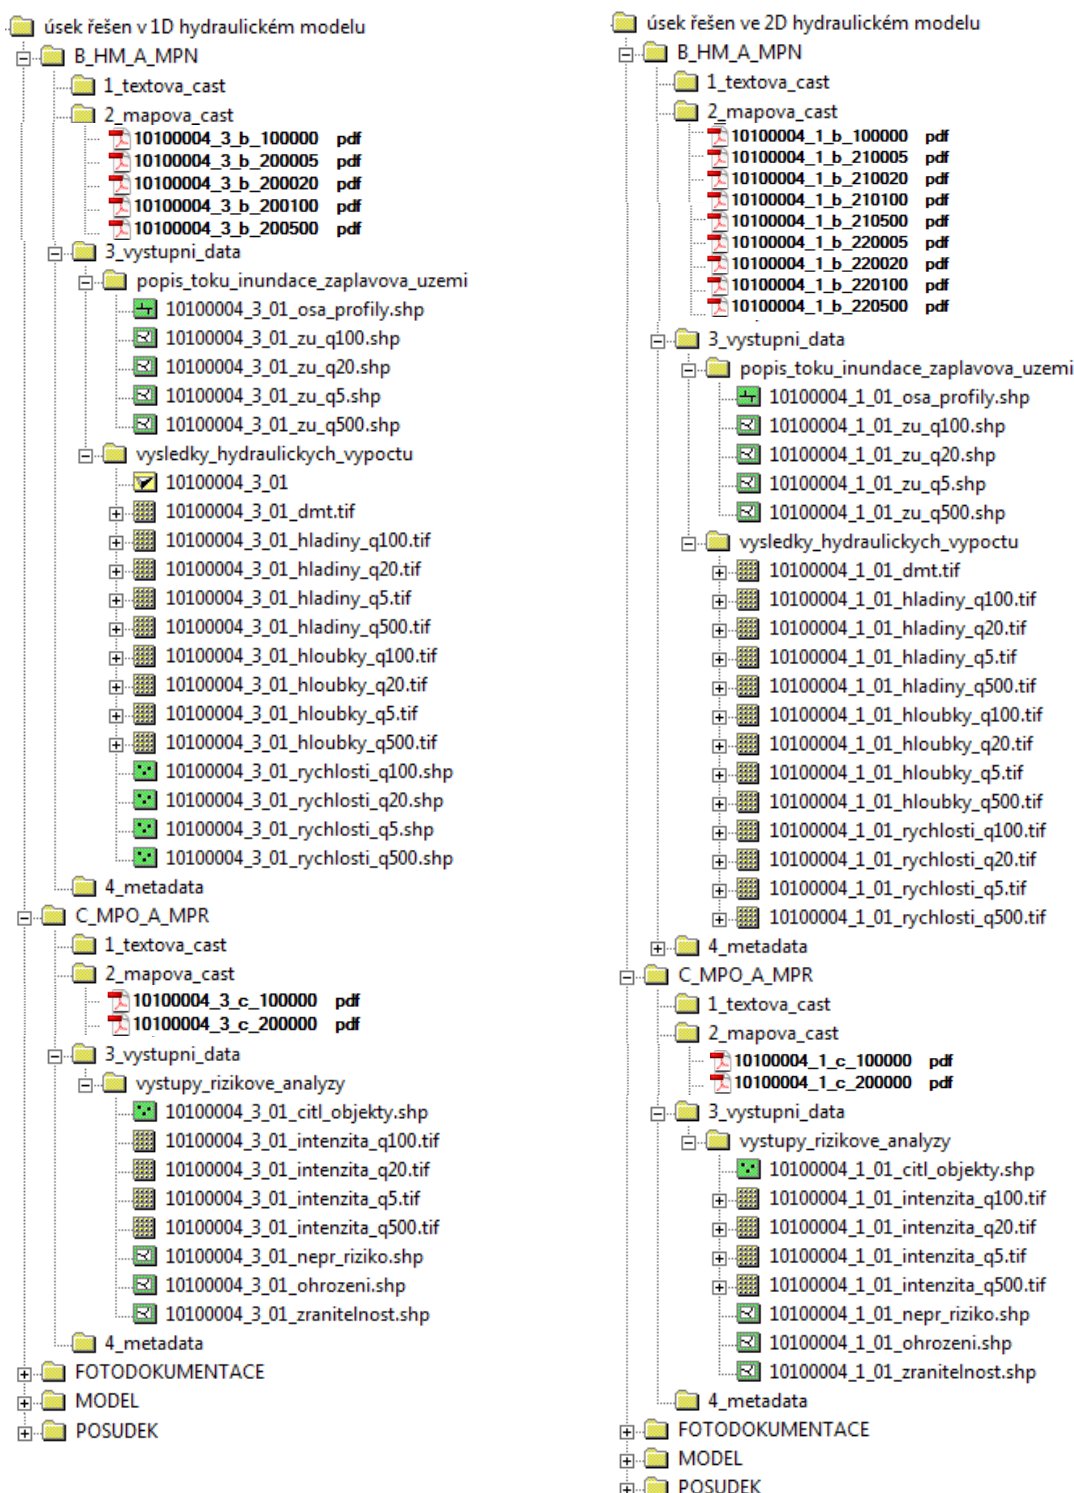 úsek řešen v 1D hydraulickém modelu
B_HM_A_MPN
1_textova_cast
2_mapova_cast
10100004_3_b_100000 pdf
10100004_3_b_200005 pdf
10100004_3_b_200020 pdf
10100004_3_b_200100 pdf
10100004_3_b_200500 pdf
3_vystupni_data
popis_toku_inundace_zaplavova_uzemi
10100004_3_01_osa_profily.shp
10100004_3_01_zu_q100.shp
10100004_3_01_zu_q20.shp
10100004_3_01_zu_q5.shp
10100004_3_01_zu_q500.shp
vysledky_hydraulickych_vypoctu
10100004_3_01
10100004_3_01_dmt.tif
10100004_3_01_hladiny_q100.tif
10100004_3_01_hladiny_q20.tif
10100004_3_01_hladiny_q5.tif
10100004_3_01_hladiny_q500.tif
10100004_3_01_hloubky_q100.tif
10100004_3_01_hloubky_q20.tif
10100004_3_01_hloubky_q5.tif
10100004_3_01_hloubky_q500.tif
10100004_3_01_rychlosti_q100.shp
10100004_3_01_rychlosti_q20.shp
10100004_3_01_rychlosti_q5.shp
10100004_3_01_rychlosti_q500.shp
4_metadata
C_MPO_A_MPR
1_textova_cast
2_mapova_cast
10100004_3_c_100000 pdf
10100004_3_c_200000 pdf
3_vystupni_data
vystupy_rizikove_analyzy
10100004_3_01_citl_objekty.shp
10100004_3_01_intenzita_q100.tif
10100004_3_01_intenzita_q20.tif
10100004_3_01_intenzita_q5.tif
10100004_3_01_intenzita_q500.tif
10100004_3_01_nepr_riziko.shp
10100004_3_01_ohrozeni.shp
10100004_3_01_zranitelnost.shp
4_metadata
FOTODOKUMENTACE
MODEL
POSUDEK
úsek řešen ve 2D hydraulickém modelu
B_HM_A_MPN
1_textova_cast
2_mapova_cast
10100004_1_b_100000 pdf
10100004_1_b_210005 pdf
10100004_1_b_210020 pdf
10100004_1_b_210100 pdf
10100004_1_b_210500 pdf
10100004_1_b_220005 pdf
10100004_1_b_220020 pdf
10100004_1_b_220100 pdf
10100004_1_b_220500 pdf
3_vystupni_data
popis_toku_inundace_zaplavova_uzemi
10100004_1_01_osa_profily.shp
10100004_1_01_zu_q100.shp
10100004_1_01_zu_q20.shp
10100004_1_01_zu_q5.shp
10100004_1_01_zu_q500.shp
vysledky_hydraulickych_vypoctu
10100004_1_01_dmt.tif
10100004_1_01_hladiny_q100.tif
10100004_1_01_hladiny_q20.tif
10100004_1_01_hladiny_q5.tif
10100004_1_01_hladiny_q500.tif
10100004_1_01_hloubky_q100.tif
10100004_1_01_hloubky_q20.tif
10100004_1_01_hloubky_q5.tif
10100004_1_01_hloubky_q500.tif
10100004_1_01_rychlosti_q100.tif
10100004_1_01_rychlosti_q20.tif
10100004_1_01_rychlosti_q5.tif
10100004_1_01_rychlosti_q500.tif
4_metadata
C_MPO_A_MPR
1_textova_cast
2_mapova_cast
10100004_1_c_100000 pdf
10100004_1_c_200000 pdf
3_vystupni_data
vystupy_rizikove_analyzy
10100004_1_01_citl_objekty.shp
10100004_1_01_intenzita_q100.tif
10100004_1_01_intenzita_q20.tif
10100004_1_01_intenzita_q5.tif
10100004_1_01_intenzita_q500.tif
10100004_1_01_nepr_riziko.shp
10100004_1_01_ohrozeni.shp
10100004_1_01_zranitelnost.shp
4_metadata
FOTODOKUMENTACE
MODEL
POSUDEK